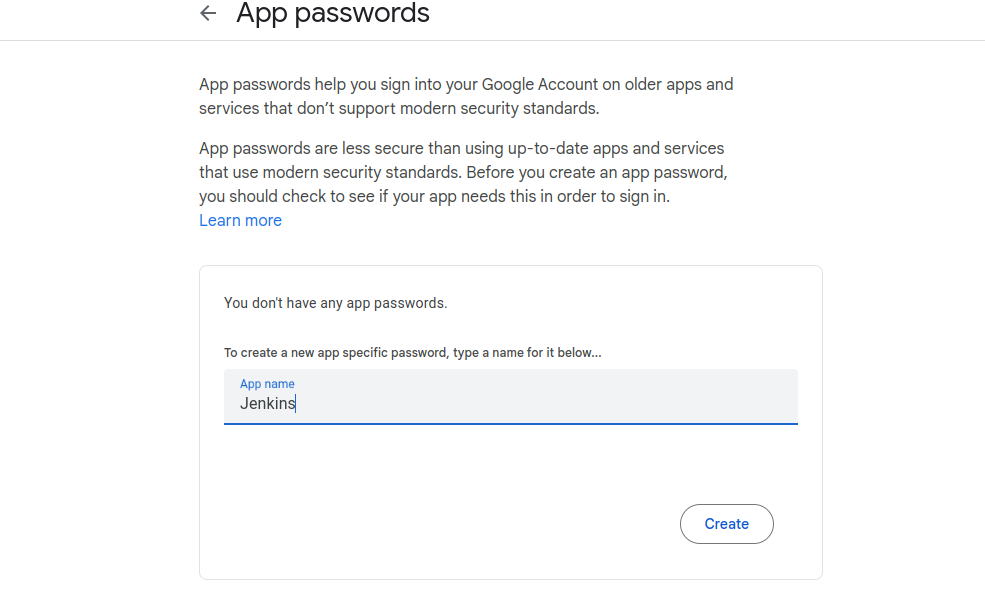 App passwords
App passwords help you sign into your Google Account on older apps and
services that don’t support modern security standards.
App passwords are less secure than using up-to-date apps and services
that use modern security standards. Before you create an app password,
you should check to see if your app needs this in order to sign in.
Learn more
You don't have any app passwords.
To create a new app specific password, type a name for it below...
App name
Jenkins
Create